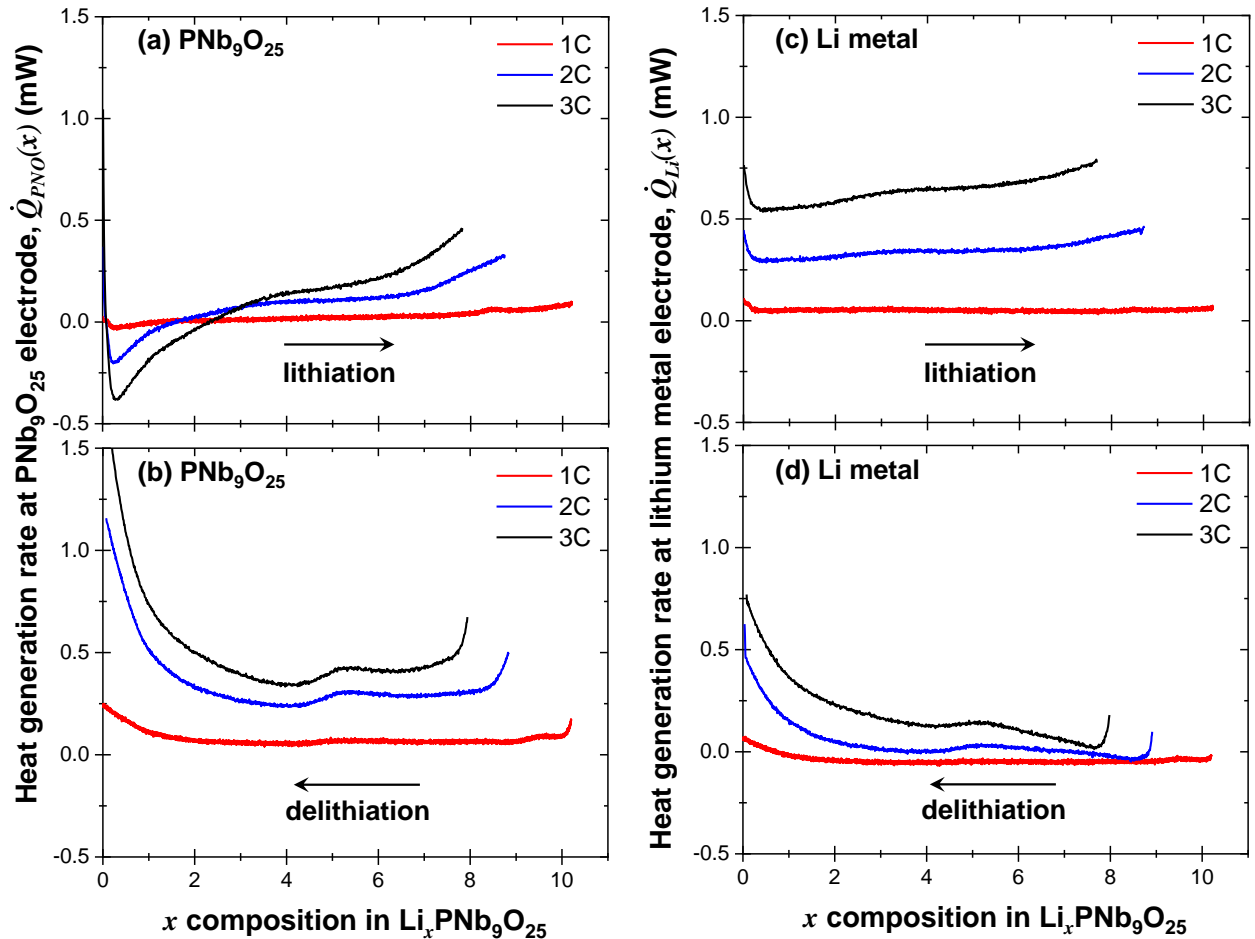 Heat generation rate at PNb₉O₂₅ electrode, Q̇_PNO(x) (mW)
1.5
1.0
0.5
0.0
-0.5
(a) PNb₉O₂₅
1C
2C
3C
lithiation
1.5
1.0
0.5
0.0
-0.5
(b) PNb₉O₂₅
1C
2C
3C
delithiation
0
2
4
6
8
10
x composition in LiₓPNb₉O₂₅
Heat generation rate at lithium metal electrode, Q̇_Li(x) (mW)
1.5
1.0
0.5
0.0
-0.5
(c) Li metal
1C
2C
3C
lithiation
1.5
1.0
0.5
0.0
-0.5
(d) Li metal
1C
2C
3C
delithiation
0
2
4
6
8
10
x composition in LiₓPNb₉O₂₅